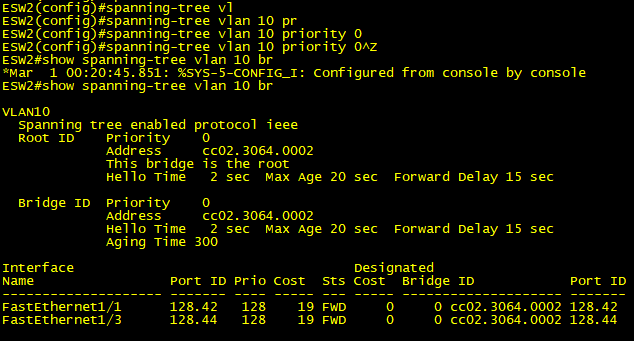 ESW2(config)#spanning-tree vl
ESW2(config)#spanning-tree vlan 10 pr
ESW2(config)#spanning-tree vlan 10 priority 0
ESW2(config)#spanning-tree vlan 10 priority 0^Z
ESW2#show spanning-tree vlan 10 br
*Mar  1 00:20:45.851: %SYS-5-CONFIG_I: Configured from console by console
ESW2#show spanning-tree vlan 10 br

VLAN10
  Spanning tree enabled protocol ieee
  Root ID    Priority    0
             Address     cc02.3064.0002
             This bridge is the root
             Hello Time   2 sec  Max Age 20 sec  Forward Delay 15 sec

  Bridge ID  Priority    0
             Address     cc02.3064.0002
             Hello Time   2 sec  Max Age 20 sec  Forward Delay 15 sec
             Aging Time 300

Interface                                   Designated
Name                 Port ID Prio Cost  Sts Cost  Bridge ID            Port ID
-------------------- ------- ---- ----- --- ----- -------------------- -------
FastEthernet1/1      128.42   128    19 FWD     0     0 cc02.3064.0002 128.42
FastEthernet1/3      128.44   128    19 FWD     0     0 cc02.3064.0002 128.44